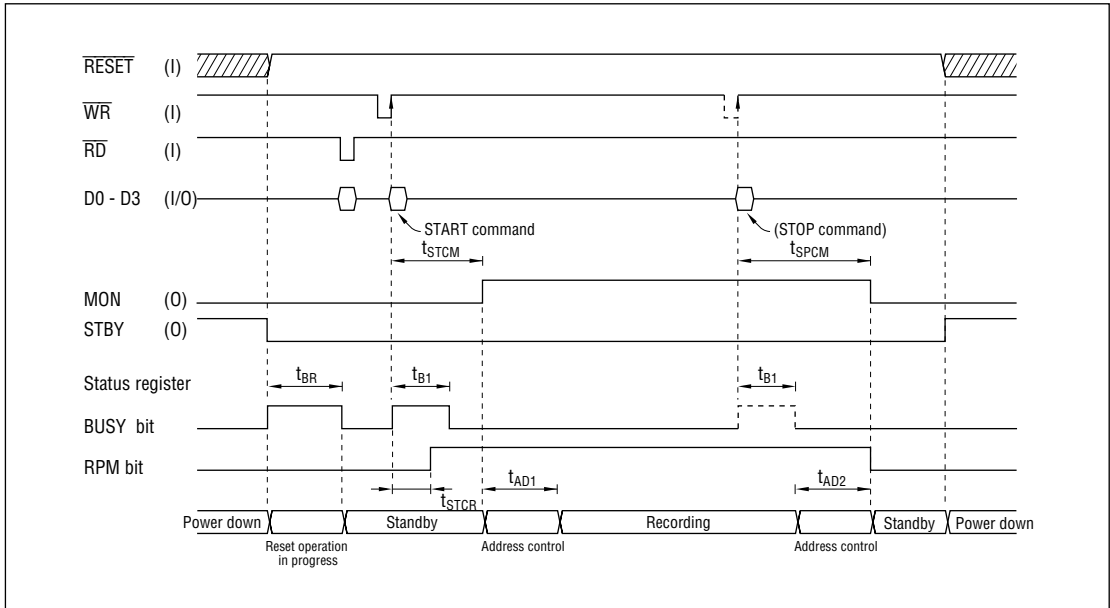 RESET (I)
WR (I)
RD (I)
D0 - D3 (I/O)
START command
(STOP command)
tSTCM
tSPCM
MON (O)
STBY (O)
Status register
tBR
tB1
tB1
BUSY bit
RPM bit
tAD1
tAD2
tSTCR
Power down
Standby
Recording
Standby
Power down
Reset operation
in progress
Address control
Address control